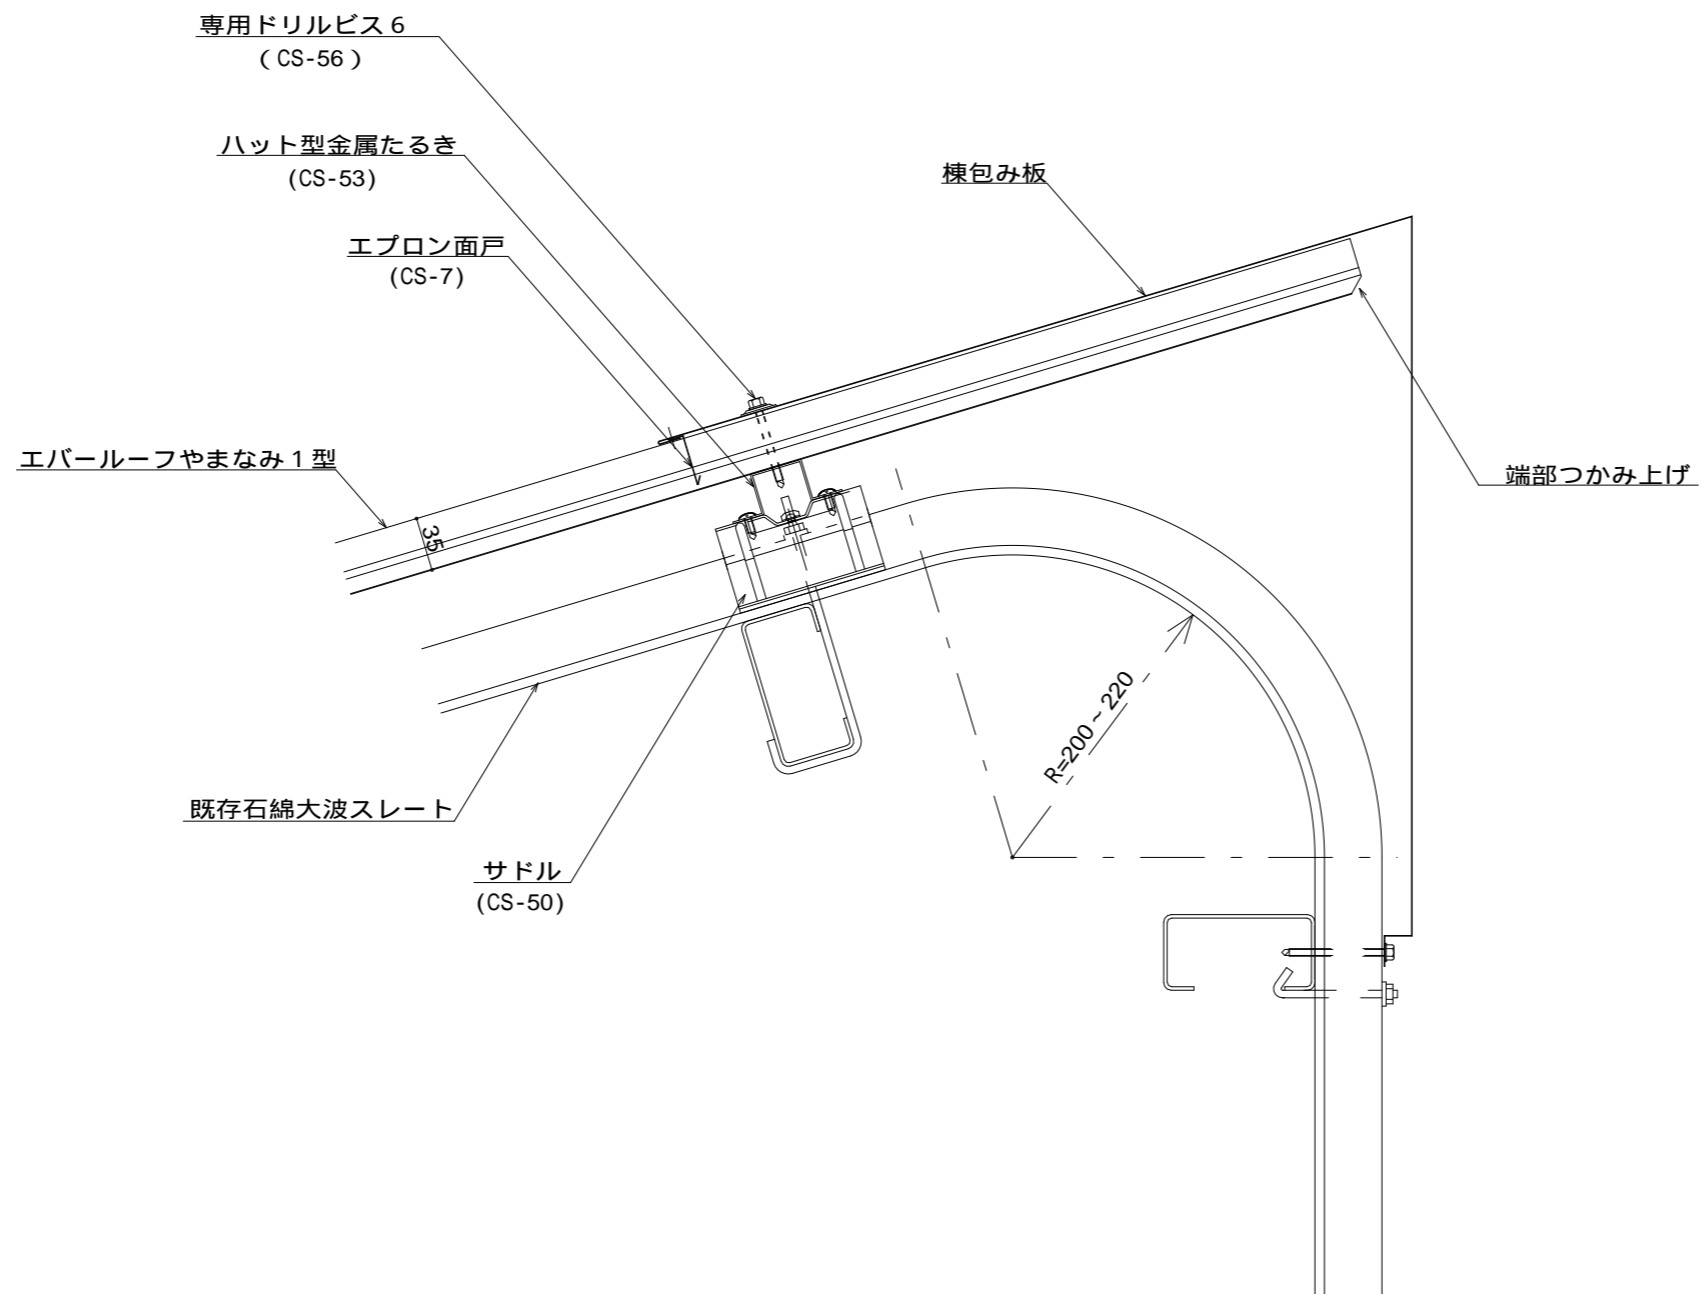 専用ドリルビス６
(CS-56)
ハット型金属たるき
(CS-53)
棟包み板
エプロン面戸
(CS-7)
エバールーフやまなみ１型
35
端部つかみ上げ
R=200~220
既存石綿大波スレート
サドル
(CS-50)